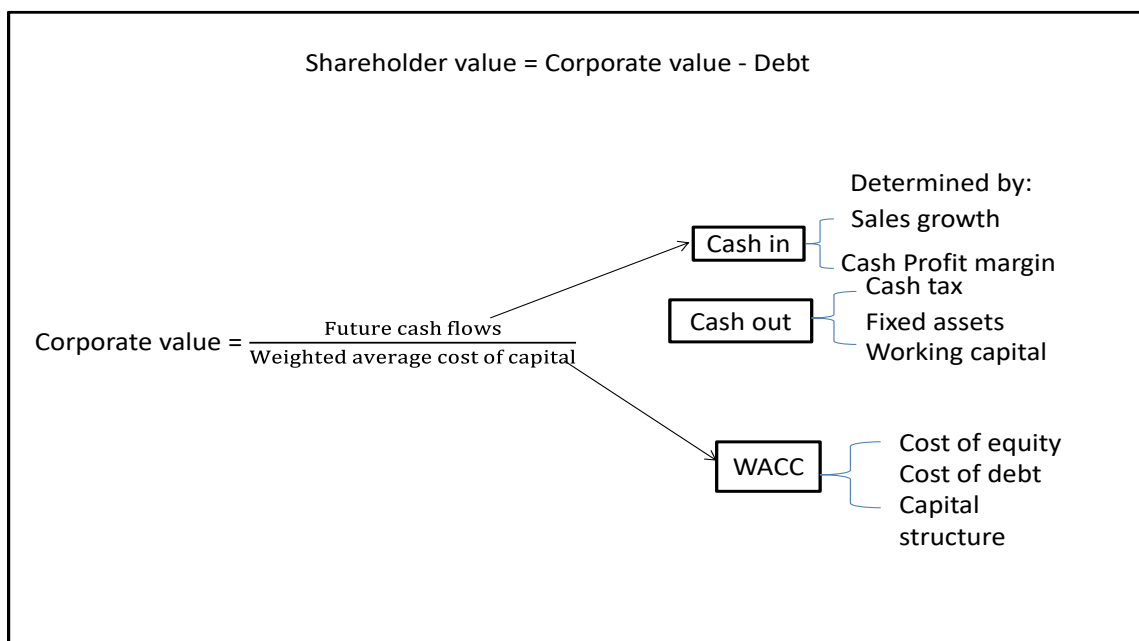 Shareholder value = Corporate value - Debt
Determined by:
Sales growth
Cash in
Cash Profit margin
Cash tax
Cash out
Fixed assets
Working capital
Corporate value = Future cash flows
Weighted average cost of capital
WACC
Cost of equity
Cost of debt
Capital
structure